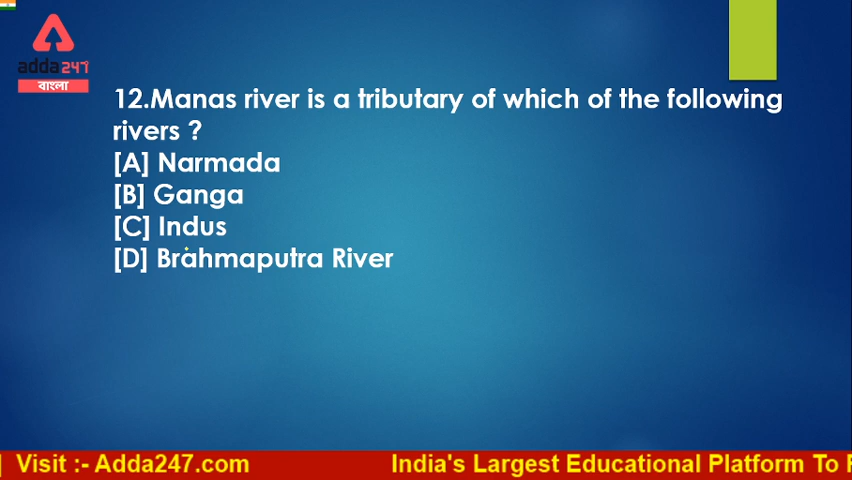 adda247
বাংলা
12.Manas river is a tributary of which of the following
rivers ?
[A] Narmada
[B] Ganga
[C] Indus
[D] Brahmaputra River
Visit :- Adda247.com India's Largest Educational Platform To